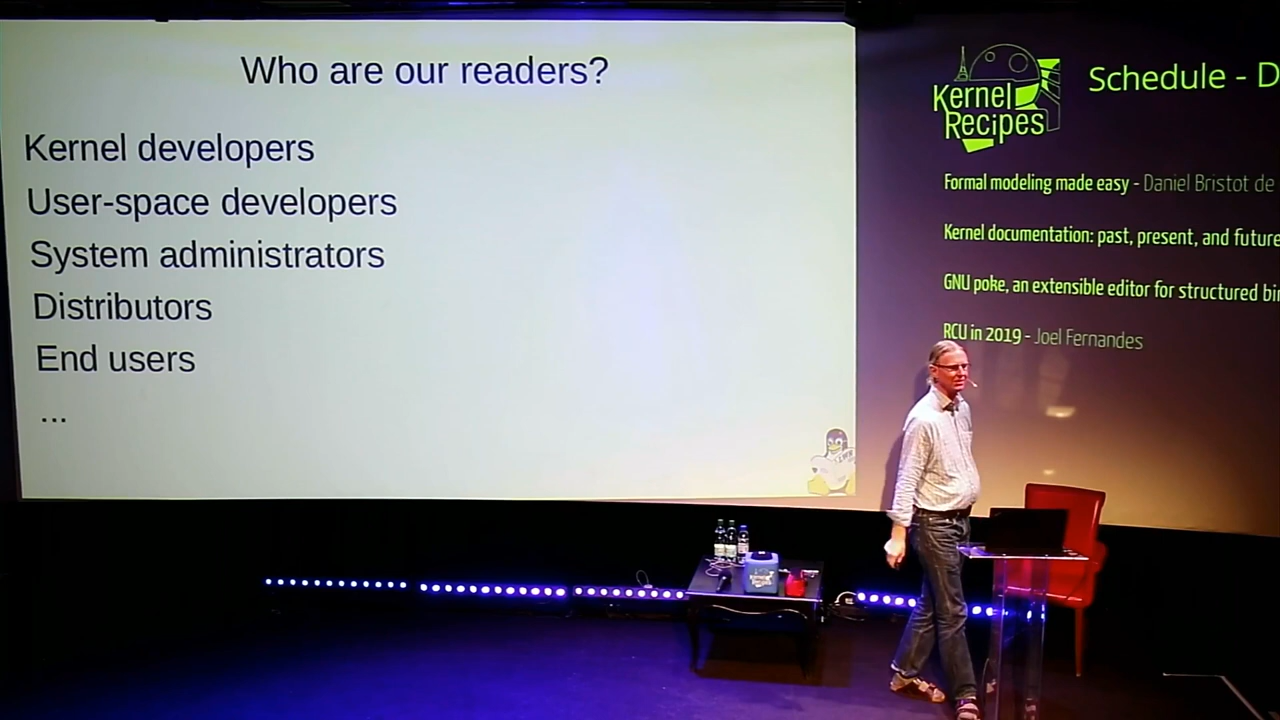 Who are our readers?
Kernel developers
User-space developers
System administrators
Distributors
End users
...
Kernel
Recipes
Schedule - D
Formal modeling made easy - Daniel Bristot de
Kernel documentation: past, present, and future
GNU poke, an extensible editor for structured bi
RCU in 2019 - Joel Fernandes